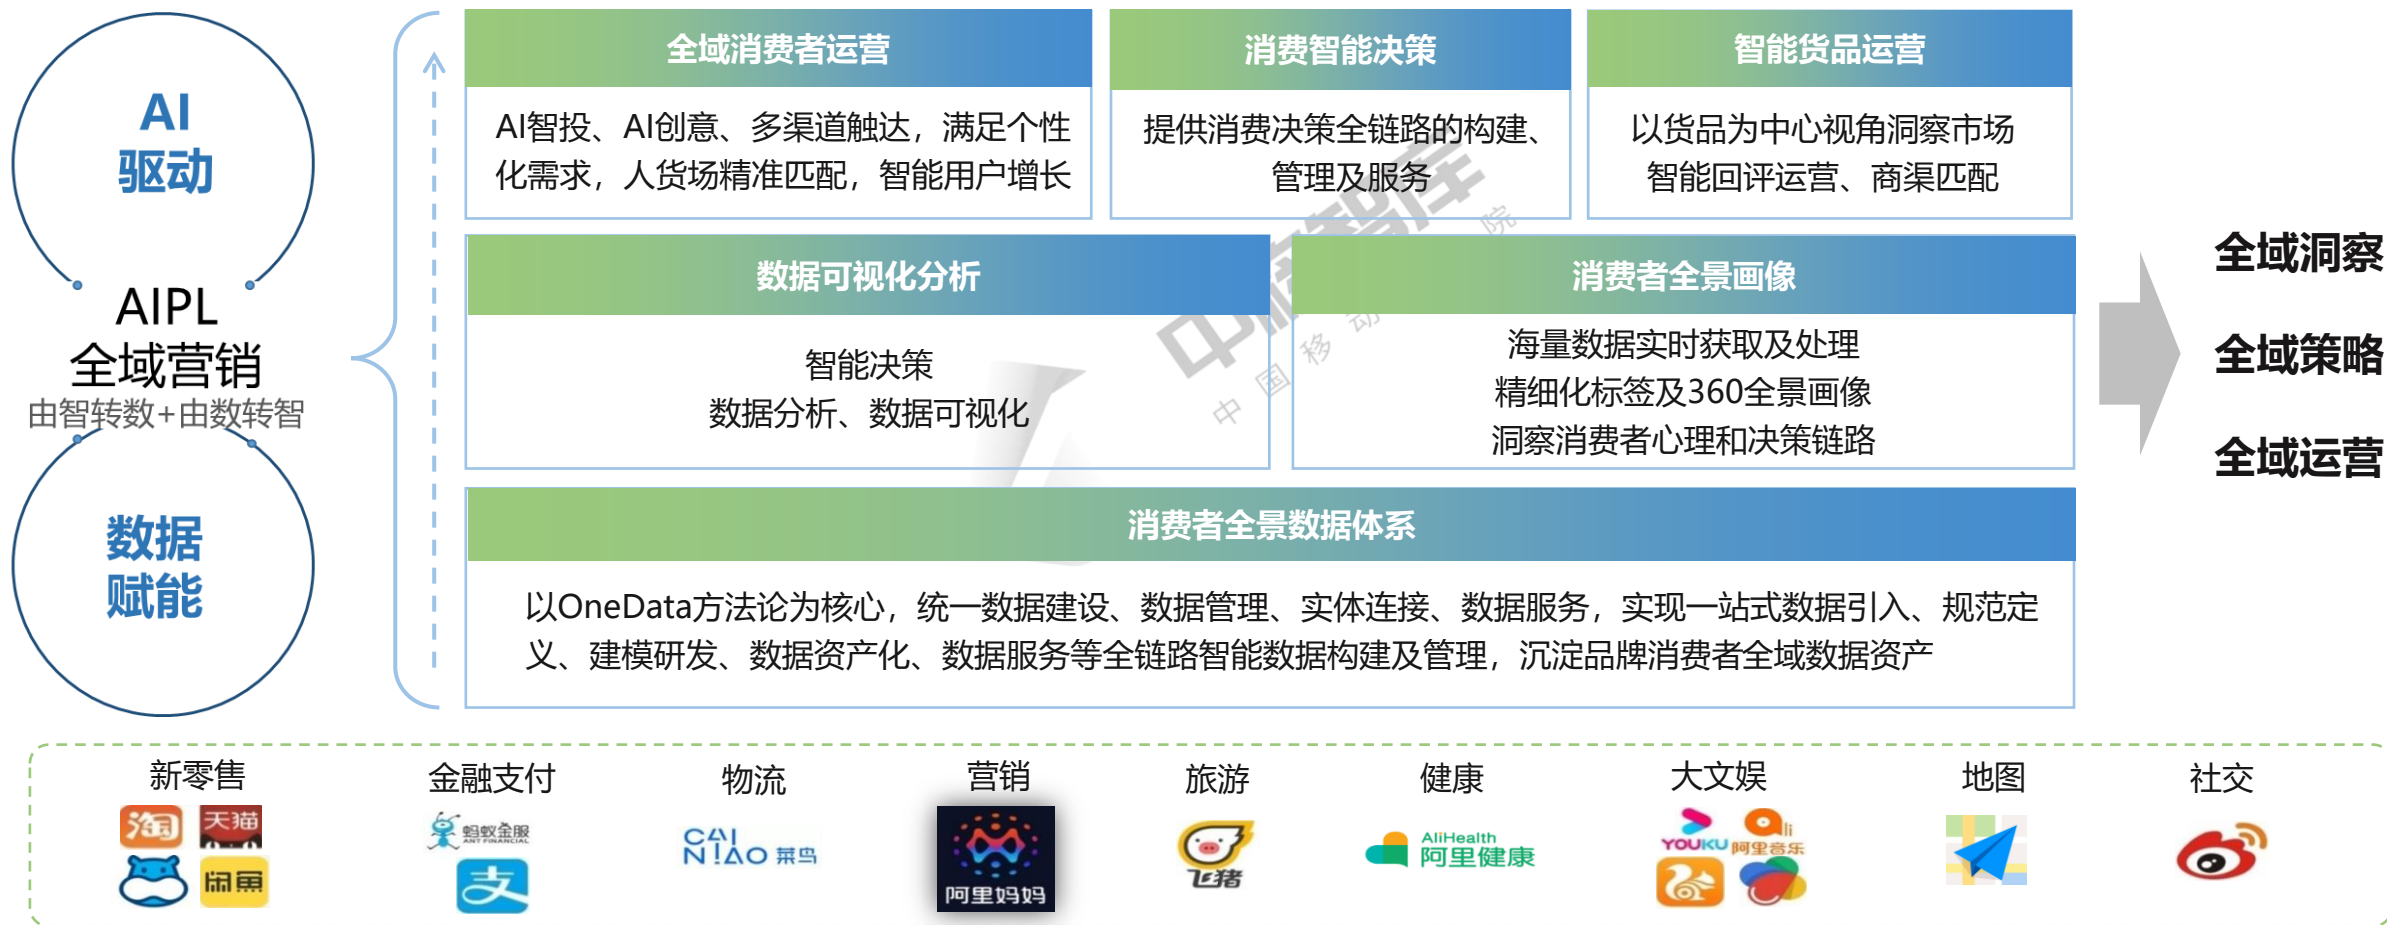 AI
驱动
AIPL
全域营销
由智转数+由数转智
数据
赋能
全域消费者运营
AI智投、AI创意、多渠道触达，满足个性
化需求，人货场精准匹配，智能用户增长
消费智能决策
提供消费决策全链路的构建、
管理及服务
智能货品运营
以货品为中心视角洞察市场
智能回评运营、商渠匹配
数据可视化分析
智能决策
数据分析、数据可视化
消费者全景画像
海量数据实时获取及处理
精细化标签及360全景画像
洞察消费者心理和决策链路
消费者全景数据体系
以OneData方法论为核心，统一数据建设、数据管理、实体连接、数据服务，实现一站式数据引入、规范定
义、建模研发、数据资产化、数据服务等全链路智能数据构建及管理，沉淀品牌消费者全域数据资产
全域洞察
全域策略
全域运营
新零售
淘
天猫
闲鱼
金融支付
蚂蚁金服
ANT FINANCIAL
支
物流
CAI
NIAO 菜鸟
营销
阿里妈妈
旅游
飞猪
健康
AliHealth
阿里健康
大文娱
YOUKU
ali
阿里音乐
地图
社交
智库
中国移动
院